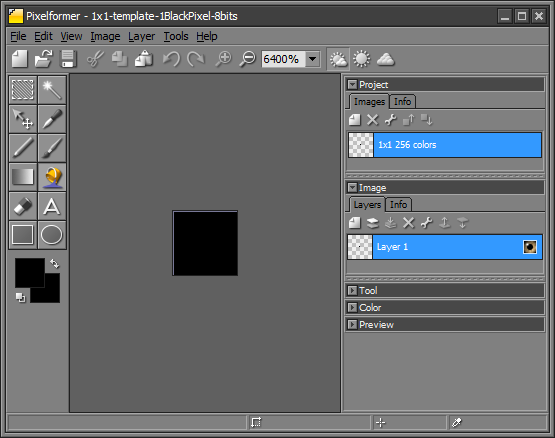 Pixelformer - 1x1-template-1BlackPixel-8bits
File Edit View Image Layer Tools Help
6400%
Project
Images Info
1x1 256 colors
Image
Layers Info
Layer 1
Tool
Color
Preview